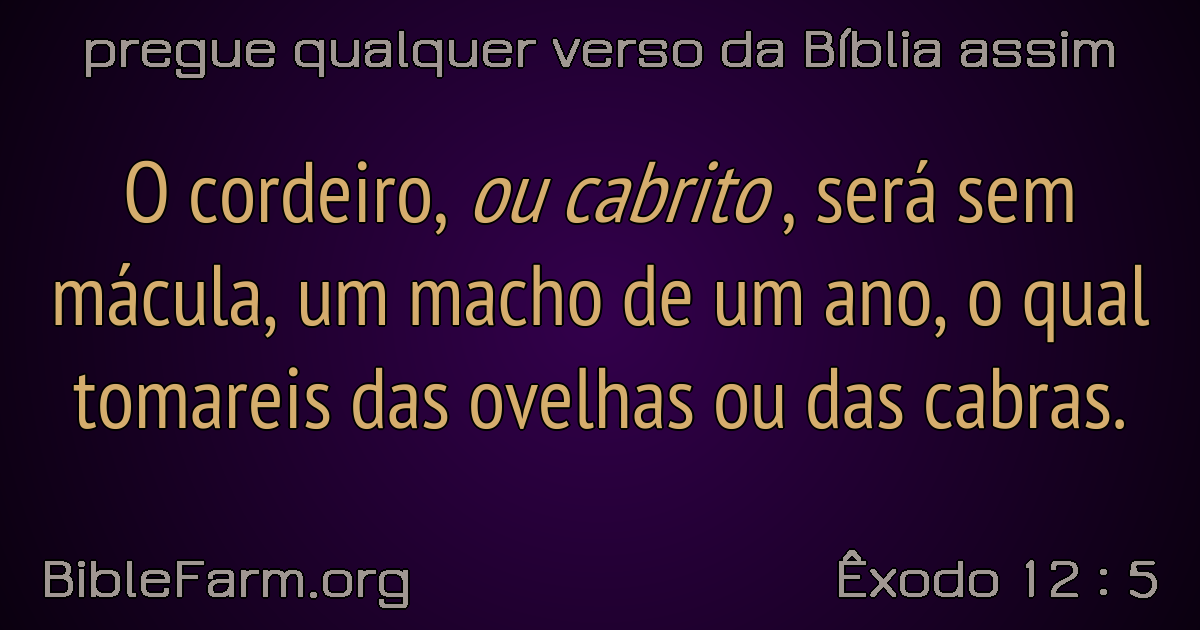 pregue qualquer verso da Bíblia assim
O cordeiro, ou cabrito , será sem
mácula, um macho de um ano, o qual
tomareis das ovelhas ou das cabras.
BibleFarm.org
Êxodo 12 : 5